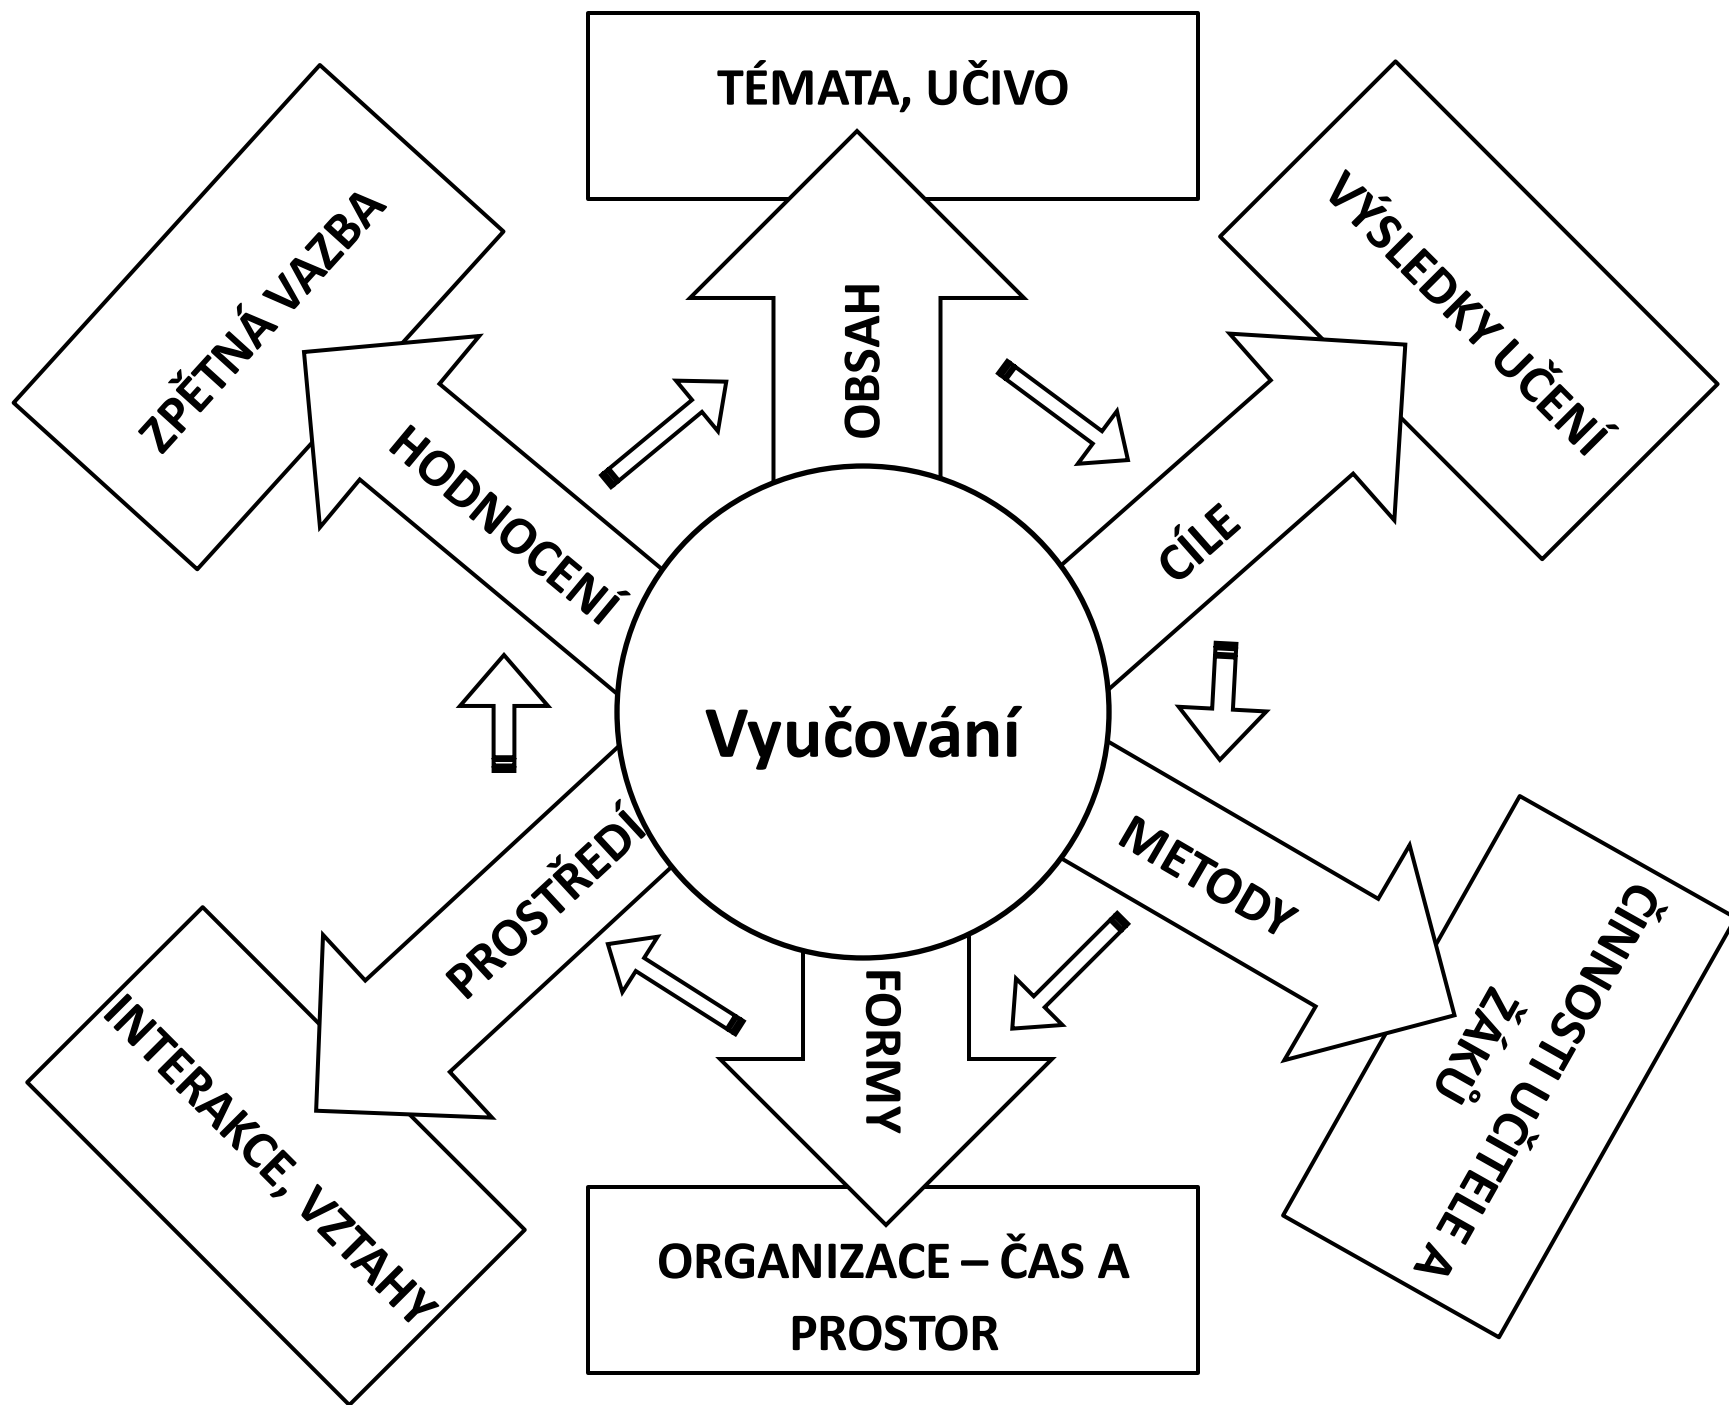 TÉMATA, UČIVO
OBSAH
VÝSLEDKY UČENÍ
CÍLE
ČINNOSTI UČITELE A
ŽÁKŮ
METODY
FORMY
ORGANIZACE – ČAS A
PROSTOR
PROSTŘEDÍ
INTERAKCE, VZTAHY
HODNOCENÍ
ZPĚTNÁ VAZBA
Vyučování